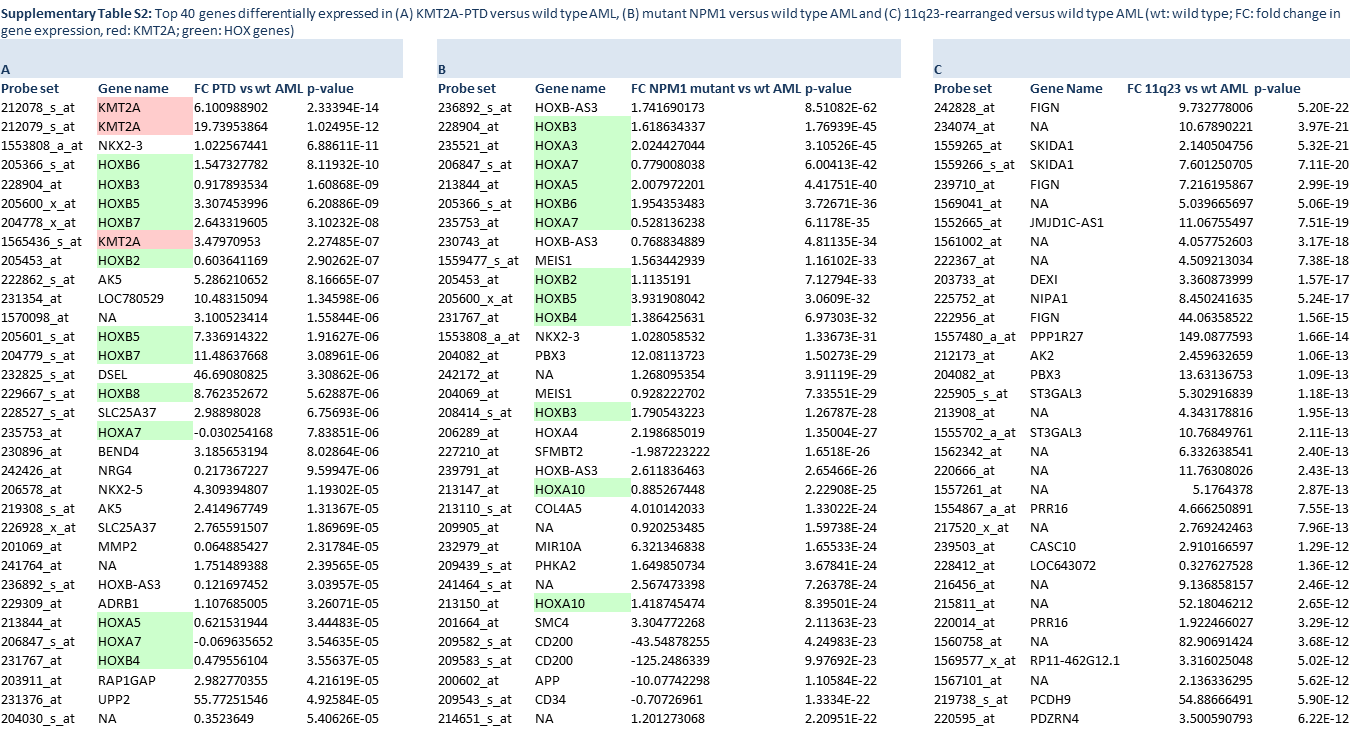 Supplementary Table S2: Top 40 genes differentially expressed in (A) KMT2A-PTD versus wild type AML, (B) mutant NPM1 versus wild type AML and (C) 11q23-rearranged versus wild type AML (wt: wild type; FC: fold change in
gene expression, red: KMT2A; green: HOX genes)
A B C
Probe set Gene name FC PTD vs wt AML p-value Probe set Gene name FC NPM1 mutant vs wt AML p-value Probe set Gene Name FC 11q23 vs wt AML p-value
212078_s_at KMT2A 6.100988902 2.33394E-14 236892_s_at HOXB-AS3 1.741690173 8.51082E-62 242828_at FIGN 9.732778006 5.20E-22
212079_s_at KMT2A 19.73953864 1.02495E-12 228904_at HOXB3 1.618634337 1.76939E-45 234074_at NA 10.67890221 3.97E-21
1553808_a_at NKX2-3 1.022567441 6.88611E-11 235521_at HOXA3 2.024427044 3.10526E-45 1559265_at SKIDA1 2.140504756 5.32E-21
205366_s_at HOXB6 1.547327782 8.11932E-10 206847_s_at HOXA7 0.779008038 6.00413E-42 1559266_s_at SKIDA1 7.601250705 7.11E-20
228904_at HOXB3 0.917893534 1.60868E-09 213844_at HOXA5 2.007972201 4.41751E-40 239710_at FIGN 7.216195867 2.99E-19
205600_x_at HOXB5 3.307453996 6.20886E-09 205366_s_at HOXB6 1.954353483 3.72671E-36 1569041_at NA 5.039665697 5.06E-19
204778_x_at HOXB7 2.643319605 3.10232E-08 235753_at HOXA7 0.528136238 6.1178E-35 1552665_at JMJD1C-AS1 11.06755497 7.51E-19
1565436_s_at KMT2A 3.47970953 2.27485E-07 230743_at HOXB-AS3 0.768834889 4.81135E-34 1561002_at NA 4.057752603 3.17E-18
205453_at HOXB2 0.603641169 2.90262E-07 1559477_s_at MEIS1 1.563442939 1.16102E-33 222367_at NA 4.509213034 7.38E-18
222862_s_at AK5 5.286210652 8.16665E-07 205453_at HOXB2 1.1135191 7.12794E-33 203733_at DEXI 3.360873999 1.57E-17
231354_at LOC780529 10.48315094 1.34598E-06 205600_x_at HOXB5 3.931908042 3.0609E-32 225752_at NIPA1 8.450241635 5.24E-17
1570098_at NA 3.100523414 1.55844E-06 231767_at HOXB4 1.386425631 6.97303E-32 222956_at FIGN 44.06358522 1.56E-15
205601_s_at HOXB5 7.336914322 1.91627E-06 1553808_a_at NKX2-3 1.028058532 1.33673E-31 1557480_a_at PPP1R27 149.0877593 1.66E-14
204779_s_at HOXB7 11.48637668 3.08961E-06 204082_at PBX3 12.08113723 1.50273E-29 212173_at AK2 2.459632659 1.06E-13
232825_s_at DSEL 46.69080825 3.30862E-06 242172_at NA 1.268095354 3.91119E-29 204082_at PBX3 13.63136753 1.09E-13
229667_s_at HOXB8 8.762352672 5.62887E-06 204069_at MEIS1 0.928222702 7.33551E-29 225905_s_at ST3GAL3 5.302916839 1.18E-13
228527_s_at SLC25A37 2.98898028 6.75693E-06 208414_s_at HOXB3 1.790543223 1.26787E-28 213908_at NA 4.343178816 1.95E-13
235753_at HOXA7 -0.030254168 7.83851E-06 206289_at HOXA4 2.198685019 1.35004E-27 1555702_a_at ST3GAL3 10.76849761 2.11E-13
230896_at BEND4 3.185653194 8.02864E-06 227210_at SFMBT2 -1.987223222 1.6518E-26 1562342_at NA 6.332638541 2.40E-13
242426_at NRG4 0.217367227 9.59947E-06 239791_at HOXB-AS3 2.611836463 2.65466E-26 220666_at NA 11.76308026 2.43E-13
206578_at NKX2-5 4.309394807 1.19302E-05 213147_at HOXA10 0.885267448 2.22908E-25 1557261_at NA 5.1764378 2.87E-13
219308_s_at AK5 2.414967749 1.31367E-05 213110_s_at COL4A5 4.010142033 1.33022E-24 1554867_a_at PRR16 4.666250891 7.55E-13
226928_x_at SLC25A37 2.765591507 1.86969E-05 209905_at NA 0.920253485 1.59738E-24 217520_x_at NA 2.769242463 7.96E-13
201069_at MMP2 0.064885427 2.31784E-05 232979_at MIR10A 6.321346838 1.65533E-24 239503_at CASC10 2.910166597 1.29E-12
241764_at NA 1.751489388 2.39565E-05 209439_s_at PHKA2 1.649850734 3.67841E-24 228412_at LOC643072 0.327627528 1.36E-12
236892_s_at HOXB-AS3 0.121697452 3.03957E-05 241464_s_at NA 2.567473398 7.26378E-24 216456_at NA 9.136858157 2.46E-12
229309_at ADRB1 1.107685005 3.26071E-05 213150_at HOXA10 1.418745474 8.39501E-24 215811_at NA 52.18046212 2.65E-12
213844_at HOXA5 0.621531944 3.44483E-05 201664_at SMC4 3.304772268 2.11363E-23 220014_at PRR16 1.922466027 3.29E-12
206847_s_at HOXA7 -0.069635652 3.54635E-05 209582_s_at CD200 -43.54878255 4.24983E-23 1560758_at NA 82.90691424 3.68E-12
231767_at HOXB4 0.479556104 3.55637E-05 209583_s_at CD200 -125.2486339 9.97692E-23 1569577_x_at RP11-462G12.1 3.316025048 5.02E-12
203911_at RAP1GAP 2.982770355 4.21619E-05 200602_at APP -10.07742298 1.10584E-22 1567101_at NA 2.136336295 5.62E-12
231376_at UPP2 55.77251546 4.92584E-05 209543_s_at CD34 -0.70726961 1.3334E-22 219738_s_at PCDH9 54.88666491 5.90E-12
204030_s_at NA 0.3523649 5.40626E-05 214651_s_at NA 1.201273068 2.20951E-22 220595_at PDZRN4 3.500590793 6.22E-12